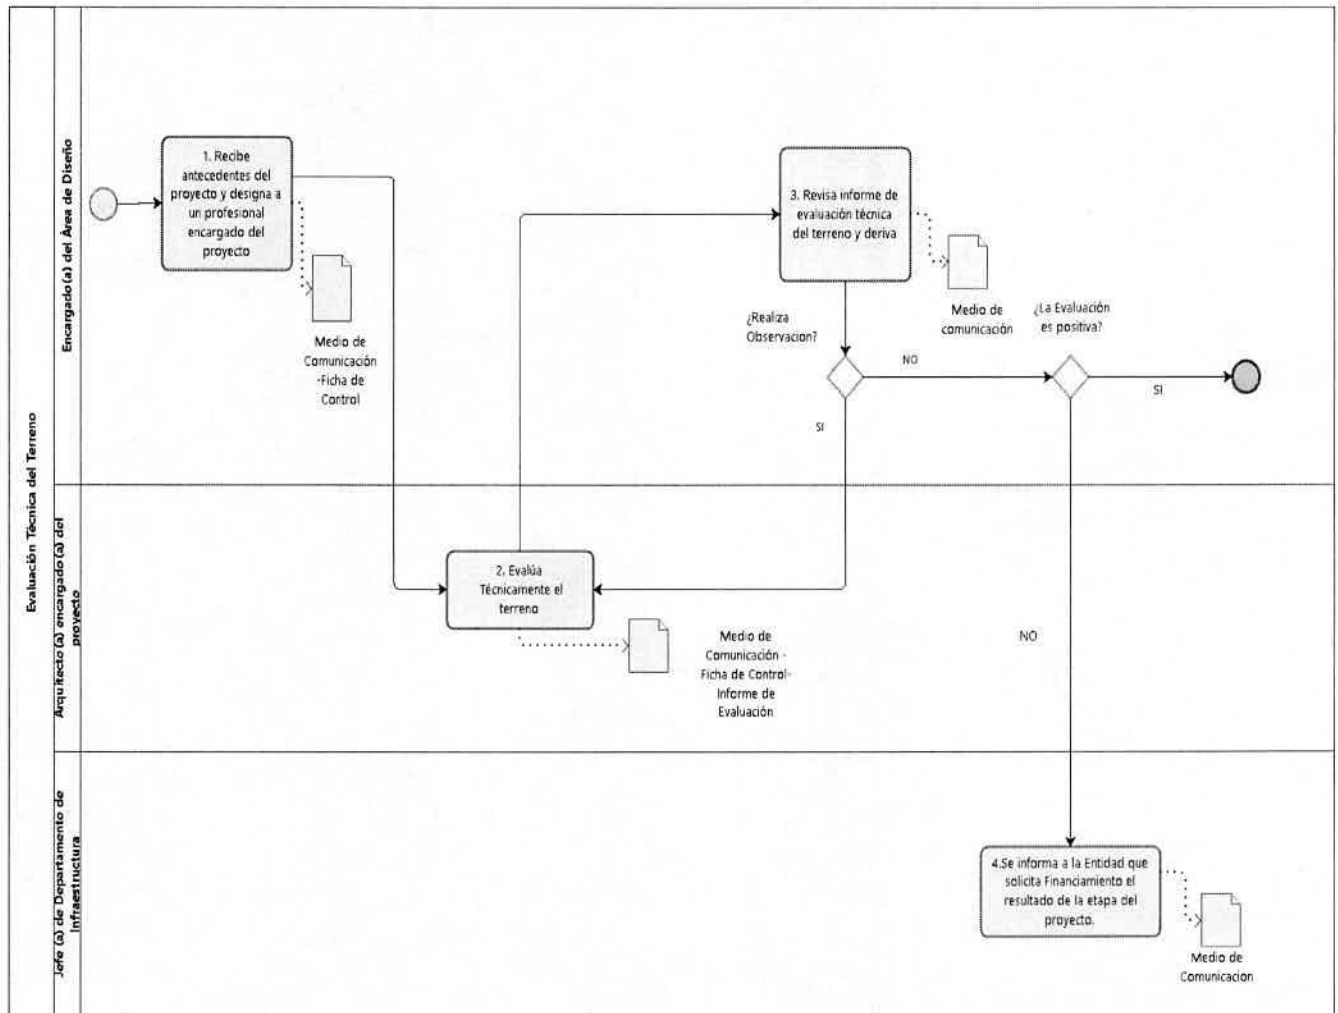 Evaluación Técnica del Terreno
Encargado(a) del Área de Diseño
1. Recibe
antecedentes del
proyecto y designa a
un profesional
encargado del
proyecto
Medio de
Comunicación
-Ficha de
Control
3. Revisa informe de
evaluación técnica
del terreno y deriva
Medio de
comunicación
¿Realiza
Observacion?
¿La Evaluación
es positiva?
NO
SI
SI
Arquitecto(a) encargado(a) del
proyecto
2. Evalúa
Técnicamente el
terreno
Medio de
Comunicación -
Ficha de Control-
Informe de
Evaluación
NO
Jefe (a) de Departamento de
Infraestructura
4.Se informa a la Entidad que
solicita Financiamiento el
resultado de la etapa del
proyecto.
Medio de
Comunicacion